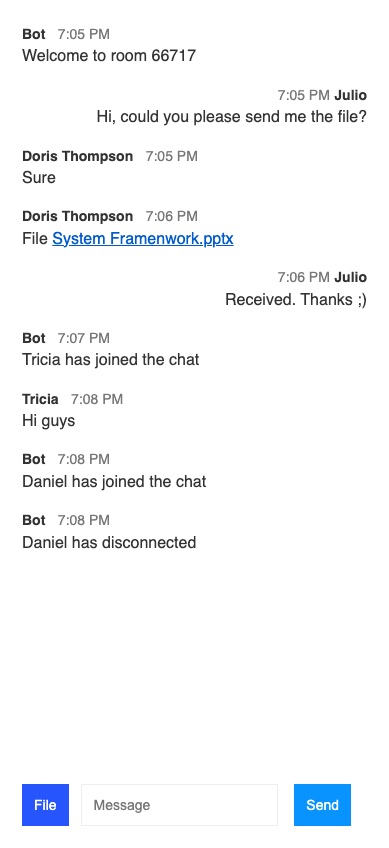 Bot 7:05 PM
Welcome to room 66717
7:05 PM Julio
Hi, could you please send me the file?
Doris Thompson 7:05 PM
Sure
Doris Thompson 7:06 PM
File System Framenwork.pptx
7:06 PM Julio
Received. Thanks ;)
Bot 7:07 PM
Tricia has joined the chat
Tricia 7:08 PM
Hi guys
Bot 7:08 PM
Daniel has joined the chat
Bot 7:08 PM
Daniel has disconnected
File Message Send